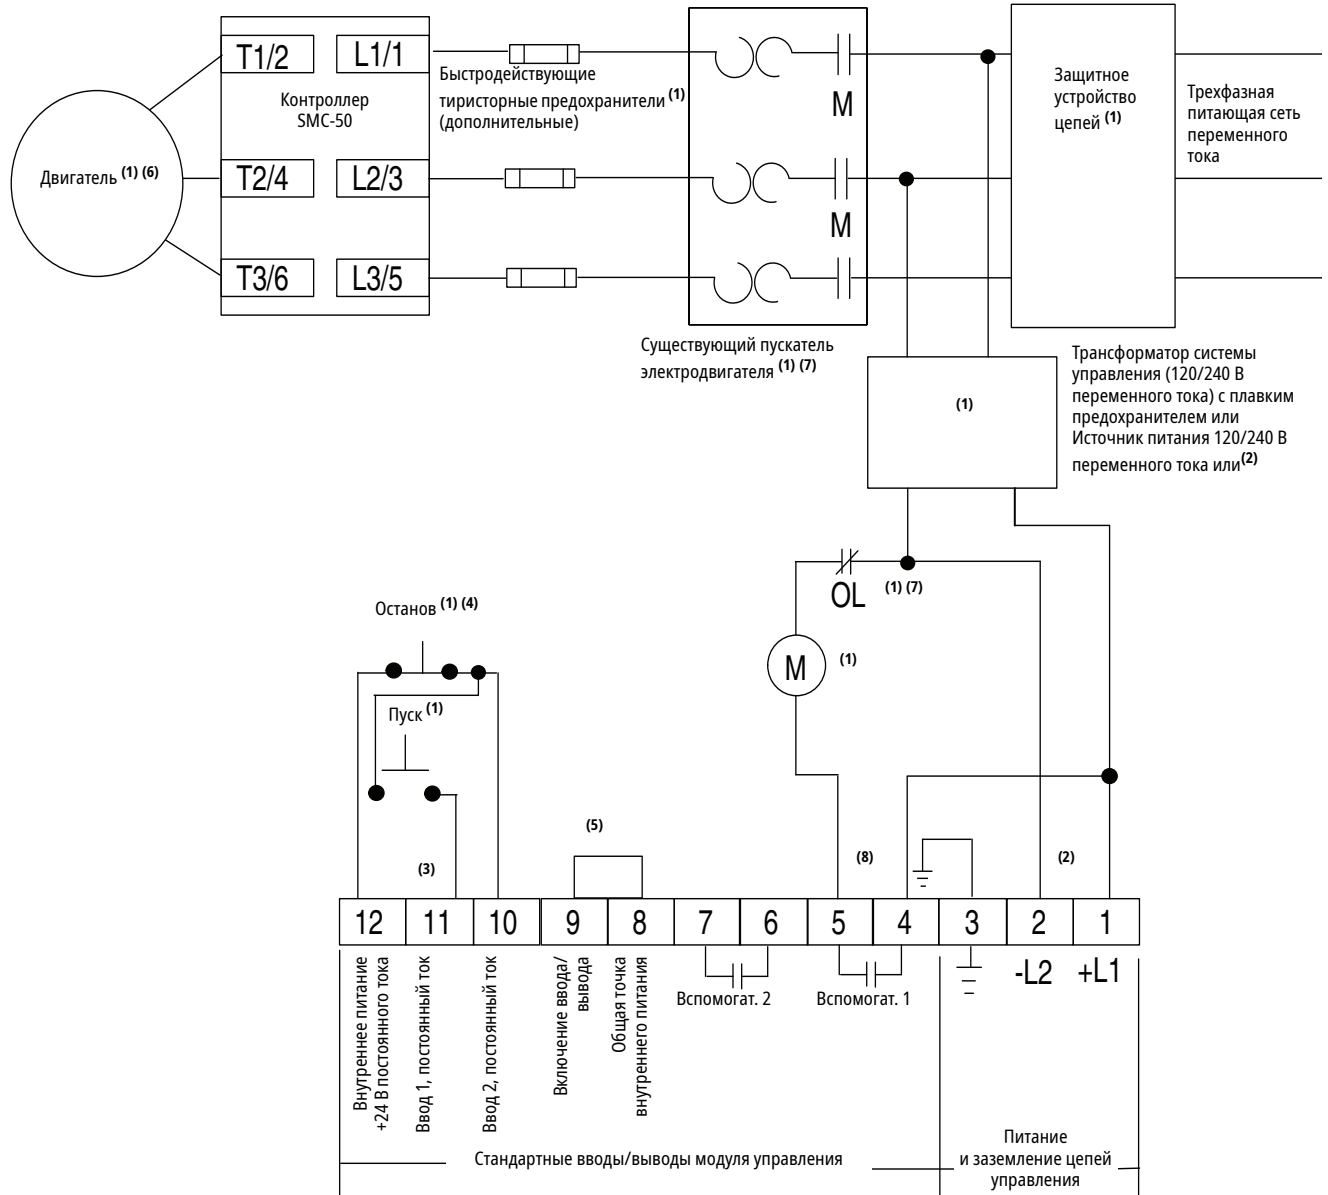 T1/2
L1/1
Контроллер
SMC-50
Быстродействующие
тиристорные предохранители (1)
(дополнительные)
M
Защитное
устройство
цепей (1)
Трехфазная
питающая сеть
переменного
тока
Двигатель (1) (6)
T2/4
L2/3
M
T3/6
L3/5
Существующий пускатель
электродвигателя (1) (7)
(1)
Трансформатор системы
управления (120/240 В
переменного тока) с плавким
предохранителем или
Источник питания 120/240 В
переменного тока или(2)
OL
(1) (7)
Останов (1) (4)
M
(1)
Пуск (1)
(5)
(3)
(8)
(2)
12
11
10
9
8
7
6
5
4
3
2
1
-L2
+L1
Внутреннее питание
+24 В постоянного тока
Ввод 1, постоянный ток
Ввод 2, постоянный ток
Включение ввода/
вывода
Общая точка
внутреннего питания
Вспомогат. 2
Вспомогат. 1
Стандартные вводы/выводы модуля управления
Питание
и заземление цепей
управления